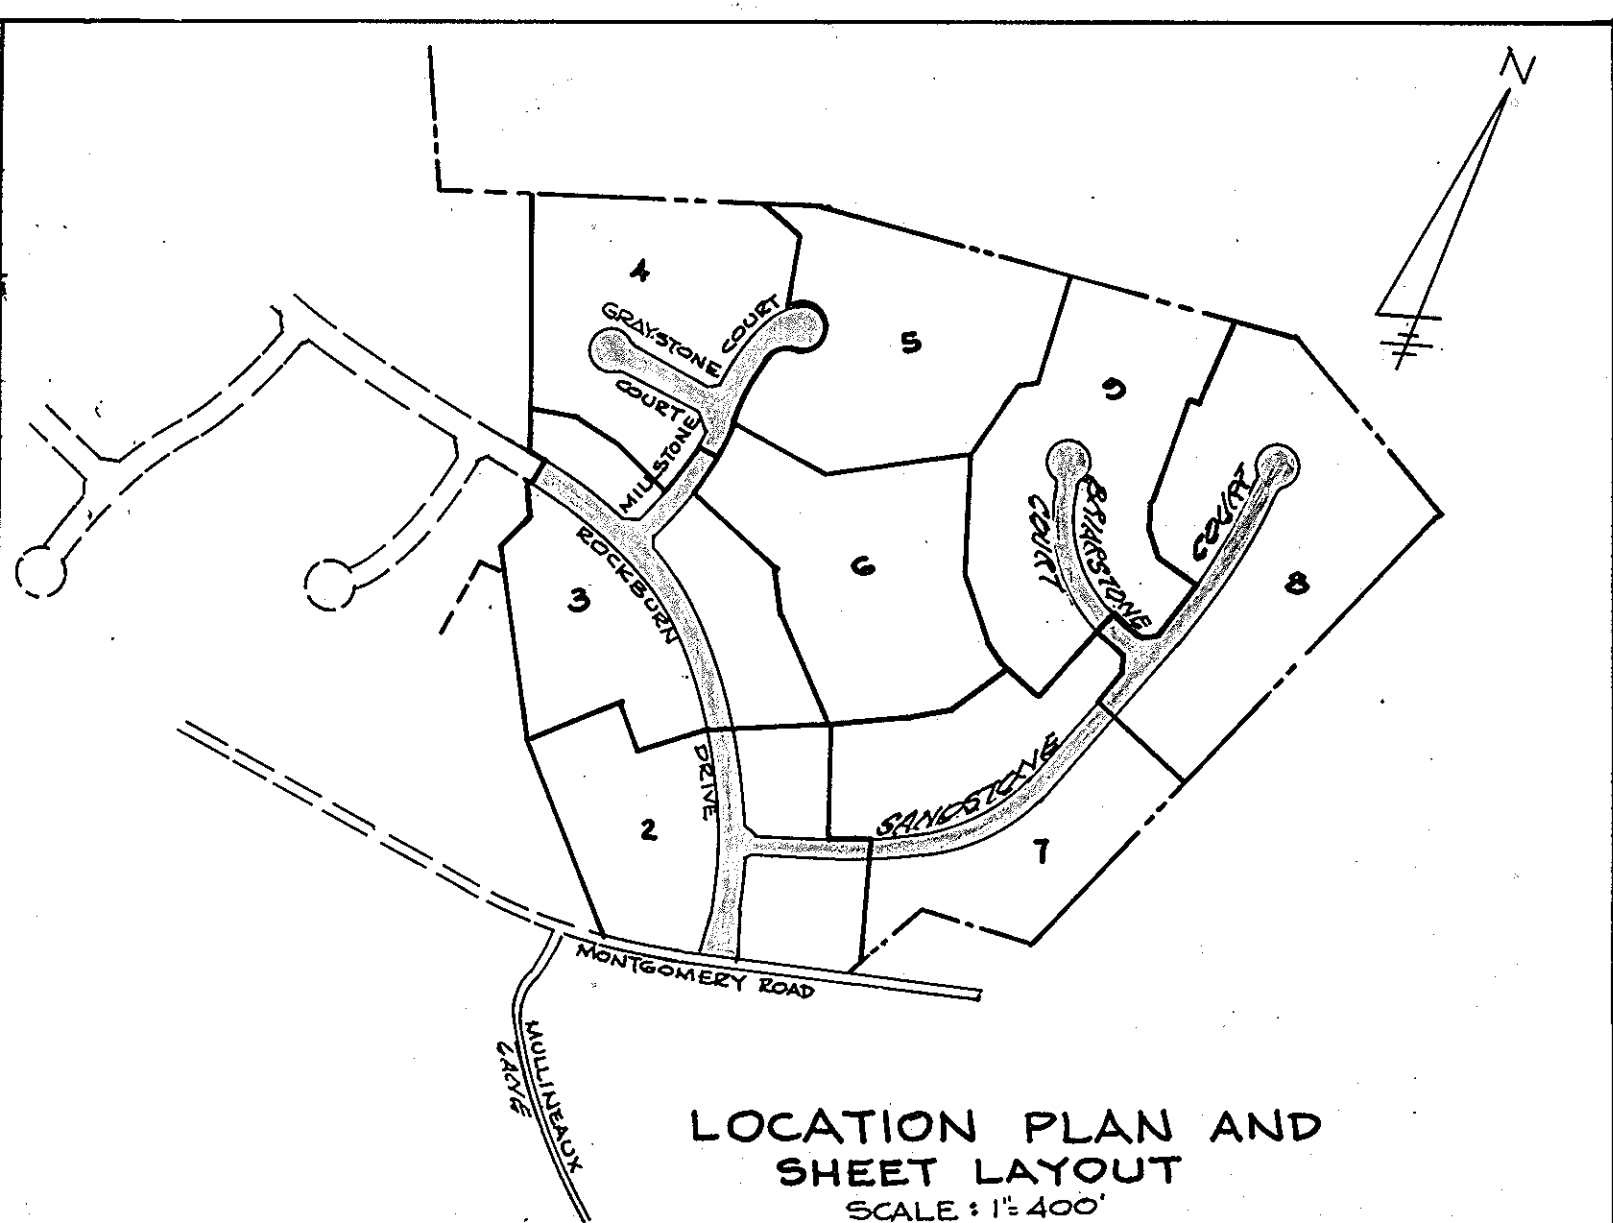 N
4
GRAYSTONE
COURT
COURT
MILLSTONE
5
9
COURT
BRIARSTONE
COURT
6
8
3
ROCKBURN
DRIVE
SANDSTONE
2
7
MONTGOMERY ROAD
MULLINEAUX
LANE
LOCATION PLAN AND
SHEET LAYOUT
SCALE : 1"= 400'